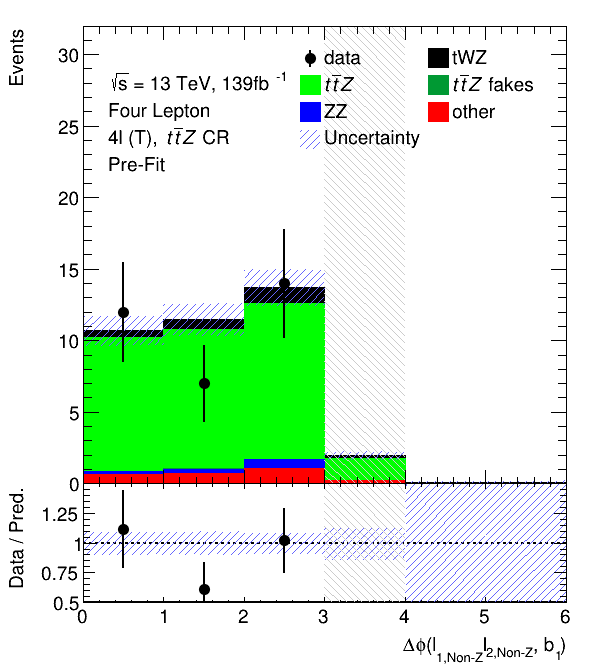 Events
30
25
20
15
10
5
0
√s = 13 TeV, 139fb⁻¹
Four Lepton
4l (T), tt̄Z CR
Pre-Fit
data
tt̄Z
ZZ
Uncertainty
tWZ
tt̄Z fakes
other
Data / Pred.
1.25
1
0.75
0.5
0 1 2 3 4 5 6
Δϕ(l₁,Non-Z l₂,Non-Z, b₁)